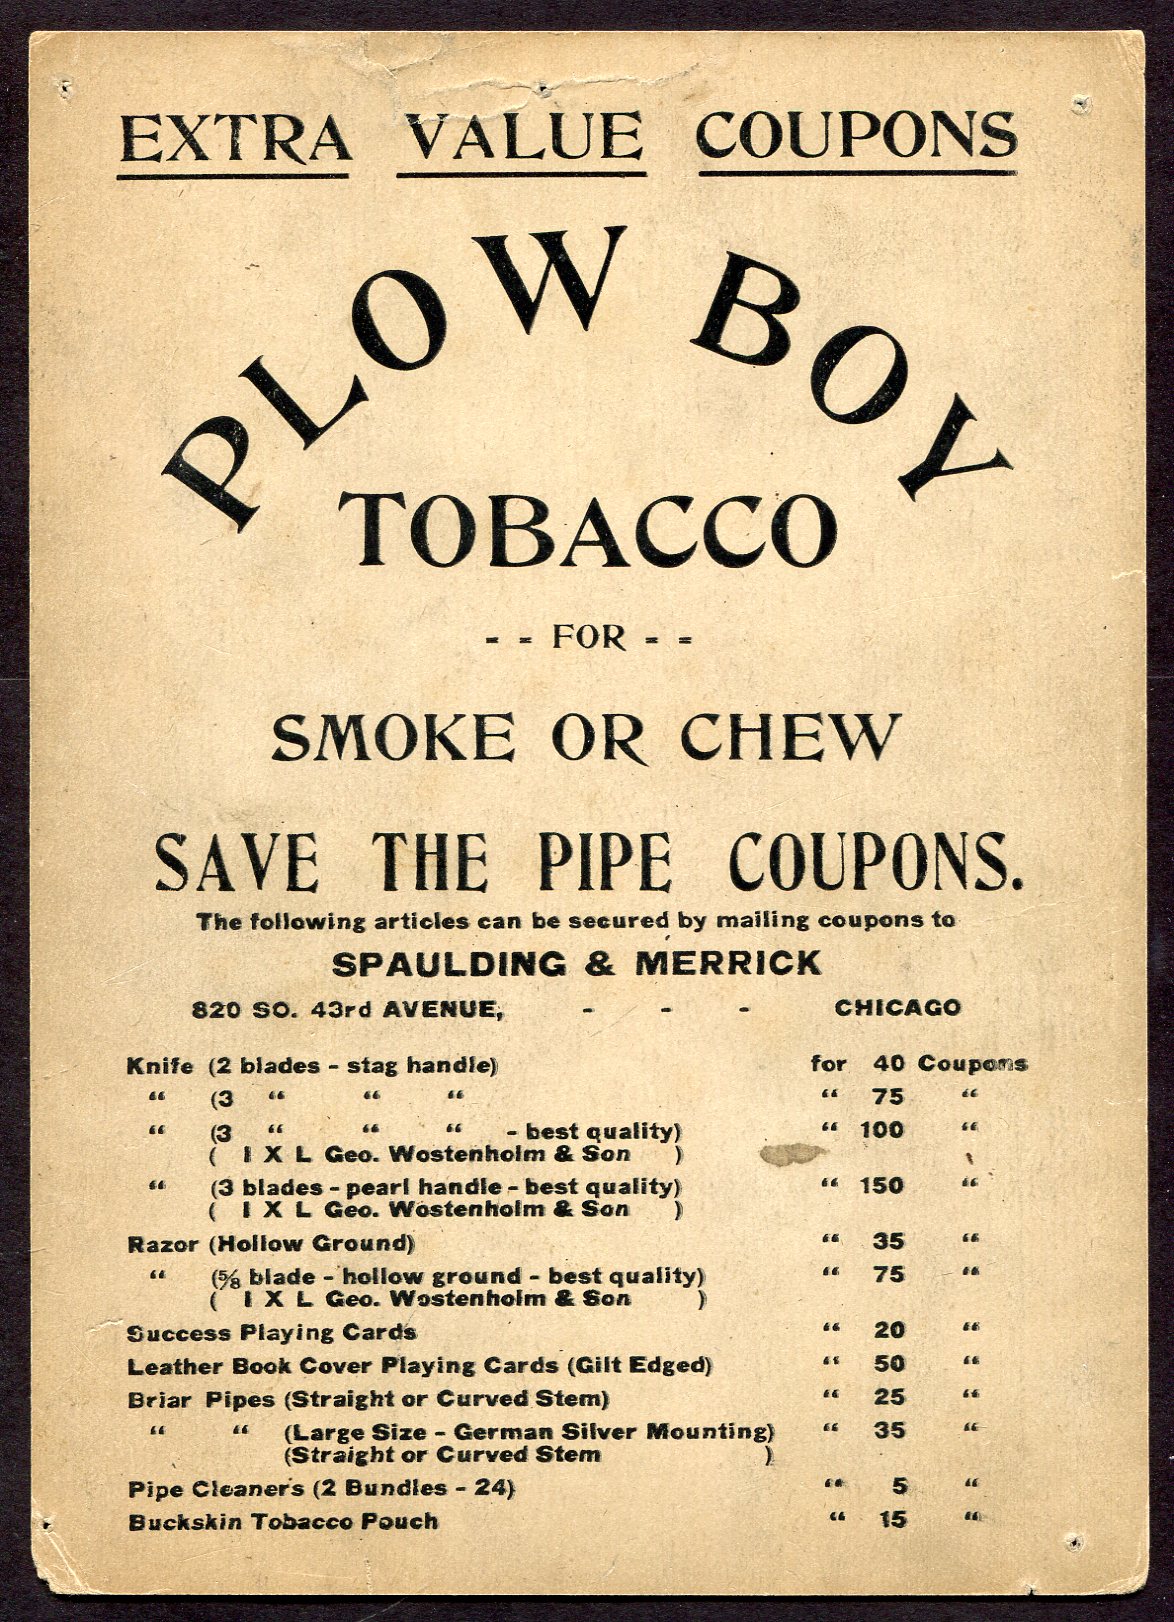 EXTRA VALUE COUPONS
PLOW BOY
TOBACCO
- - FOR - -
SMOKE OR CHEW
SAVE THE PIPE COUPONS.
The following articles can be secured by mailing coupons to
SPAULDING & MERRICK
820 SO. 43rd AVENUE, - - - CHICAGO
Knife (2 blades - stag handle) for 40 Coupons
“ (3 “ “ “ “ 75 “
“ (3 “ “ “ - best quality) “ 100 “
( I X L Geo. Wostenholm & Son )
“ (3 blades - pearl handle - best quality) “ 150 “
( I X L Geo. Wostenholm & Son )
Razor (Hollow Ground) “ 35 “
“ (⅝ blade - hollow ground - best quality) “ 75 “
( I X L Geo. Wostenholm & Son )
Success Playing Cards “ 20 “
Leather Book Cover Playing Cards (Gilt Edged) “ 50 “
Briar Pipes (Straight or Curved Stem) “ 25 “
“ “ (Large Size - German Silver Mounting) “ 35 “
(Straight or Curved Stem )
Pipe Cleaners (2 Bundles - 24) “ 5 “
Buckskin Tobacco Pouch “ 15 “